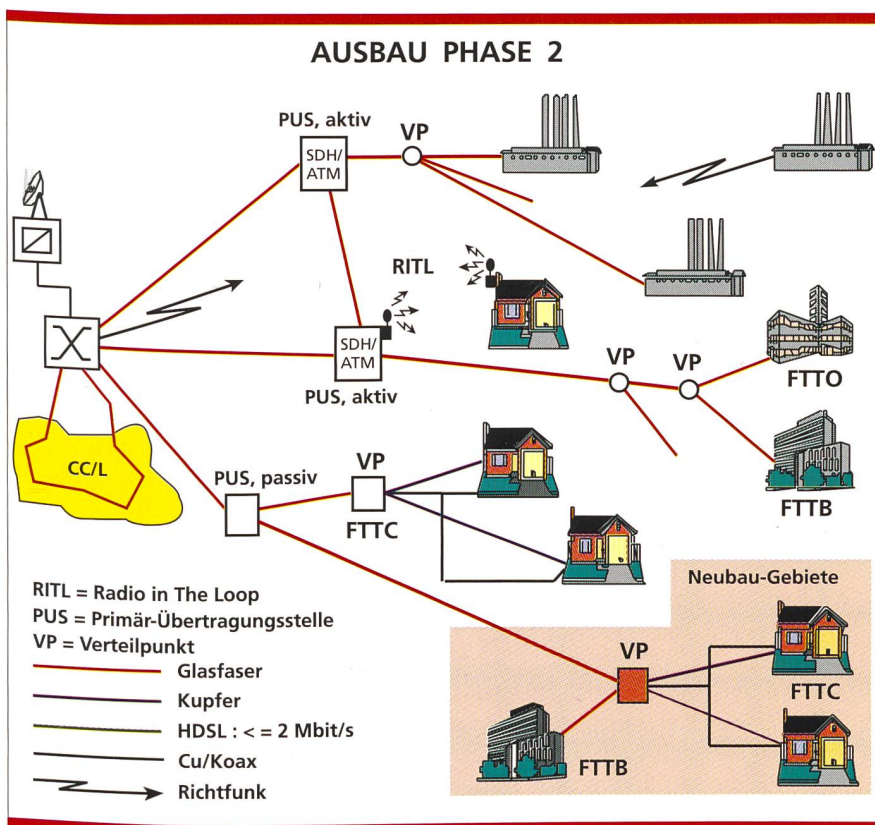 AUSBAU PHASE 2
PUS, aktiv
VP
SDH/
ATM
RITL
SDH/
ATM
PUS, aktiv
VP
VP
FTTO
CC/L
PUS, passiv
VP
FTTC
FTTB
Neubau-Gebiete
RITL = Radio in The Loop
PUS = Primär-Übertragungsstelle
VP = Verteilpunkt
Glasfaser
Kupfer
HDSL : < = 2 Mbit/s
Cu/Koax
Richtfunk
VP
FTTC
FTTB